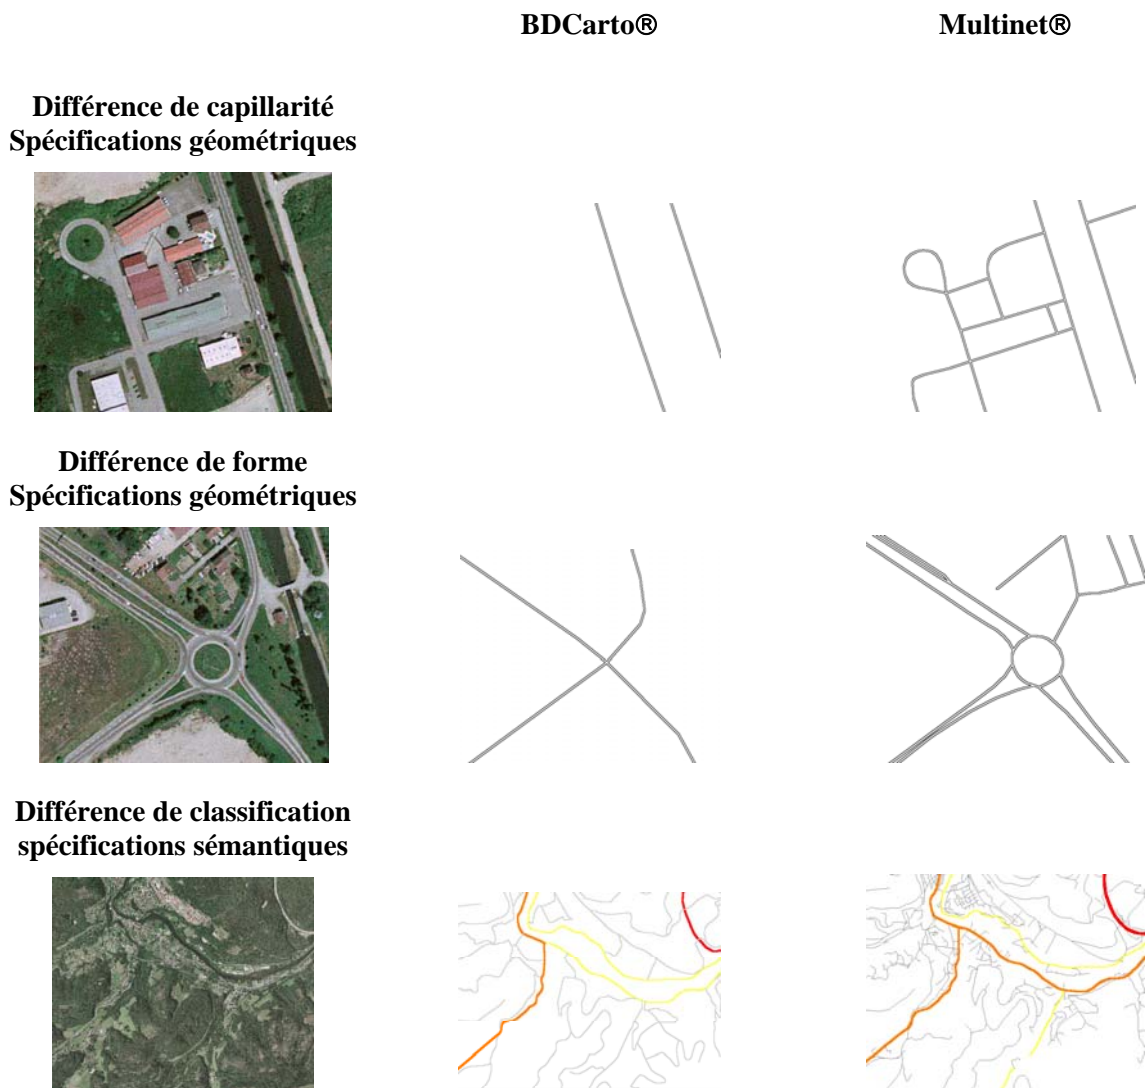 BDCarto® Multinet®
Différence de capillarité
Spécifications géométriques
Différence de forme
Spécifications géométriques
Différence de classification
spécifications sémantiques